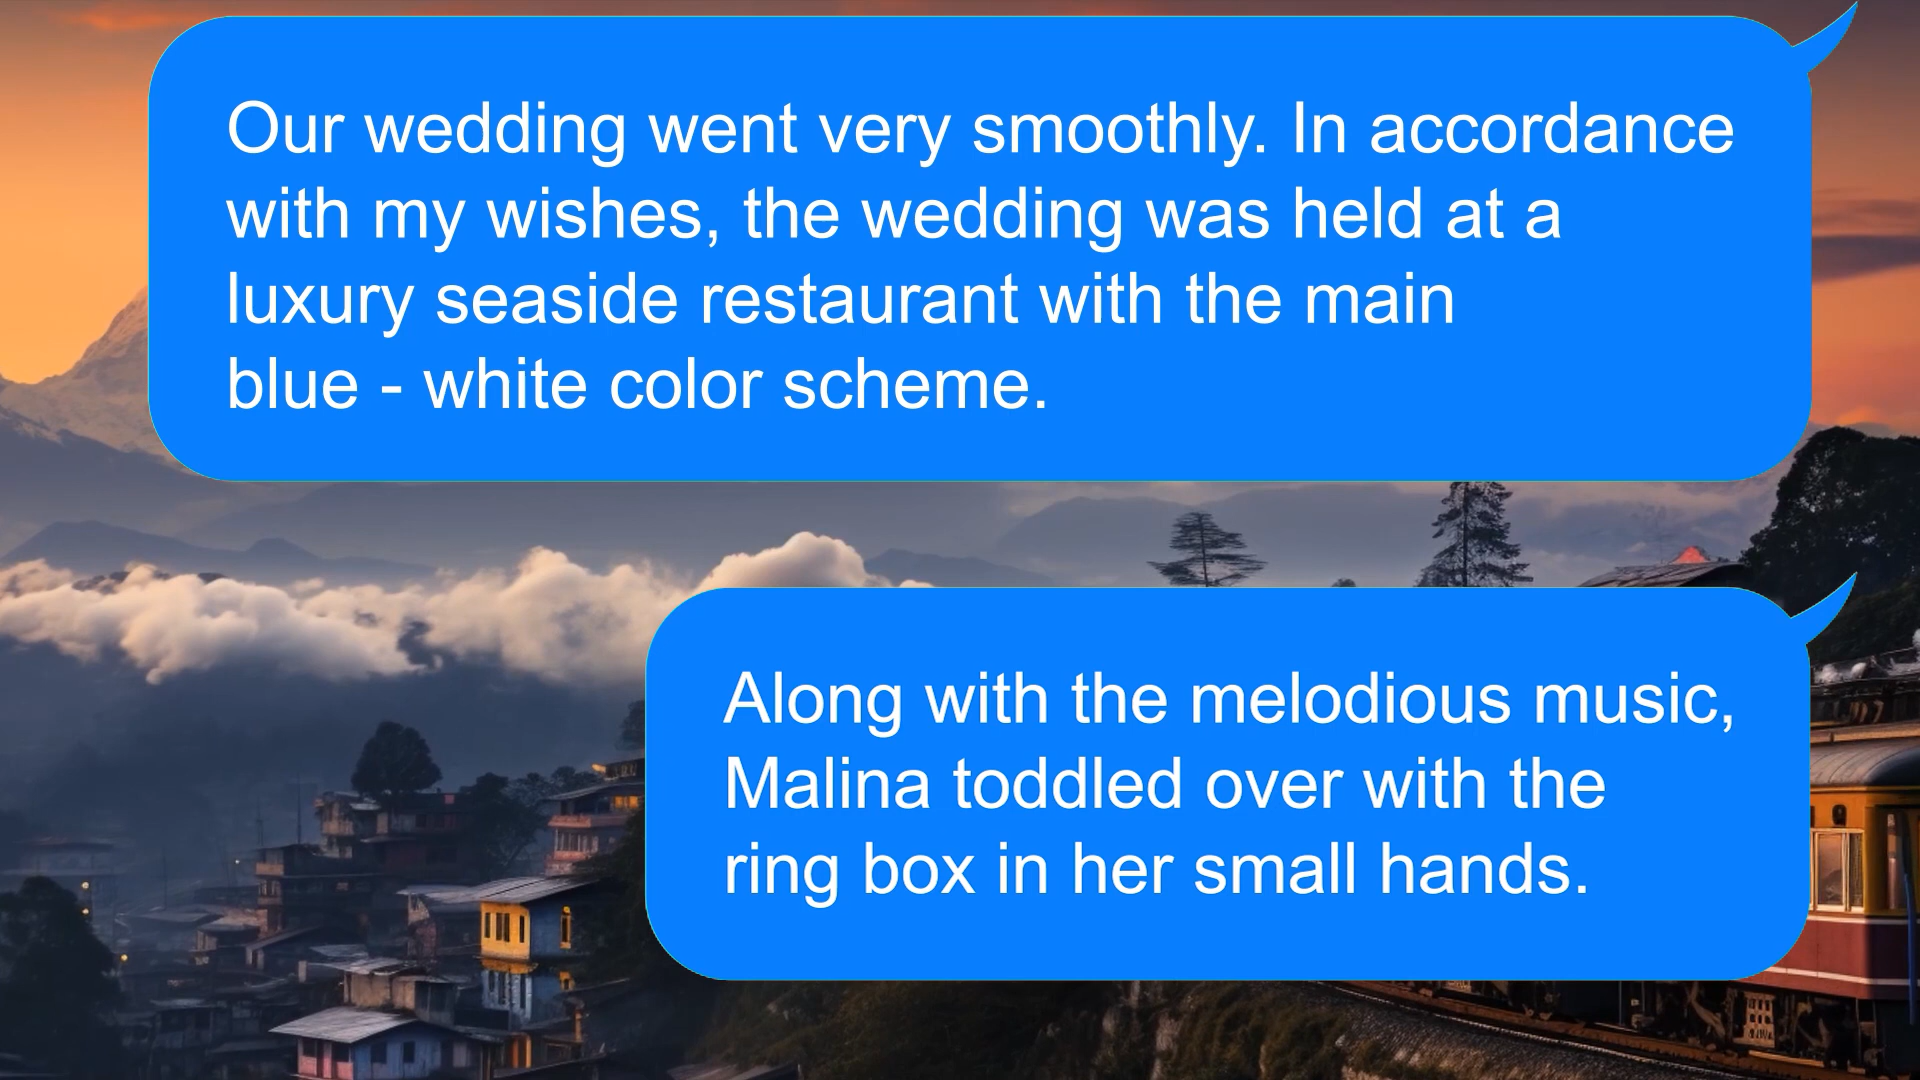 Our wedding went very smoothly. In accordance
with my wishes, the wedding was held at a
luxury seaside restaurant with the main
blue - white color scheme.
Along with the melodious music,
Malina toddled over with the
ring box in her small hands.